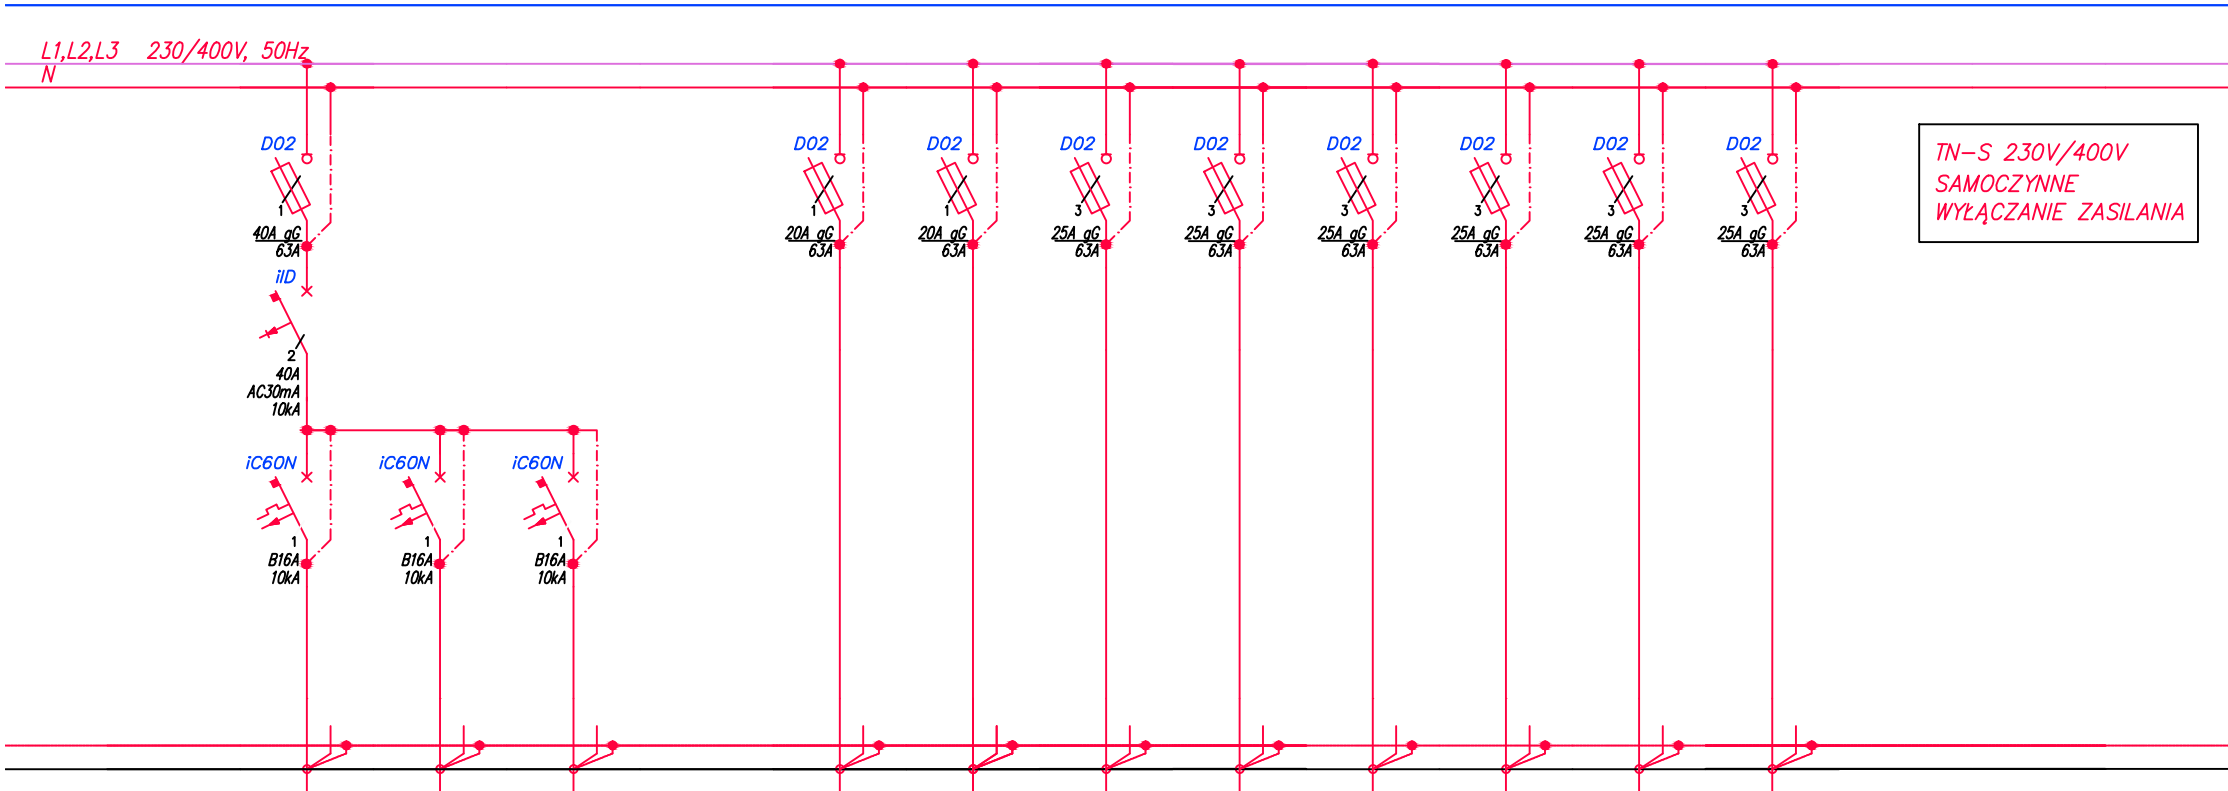 L1,L2,L3 230/400V, 50Hz
N
D02 D02 D02 D02 D02 D02 D02 D02 D02
1 1 1 3 3 3 3 3 3
40A gG 20A gG 20A gG 25A gG 25A gG 25A gG 25A gG 25A gG 25A gG
63A 63A 63A 63A 63A 63A 63A 63A 63A
TN-S 230V/400V
SAMOCZYNNE
WYŁĄCZANIE ZASILANIA
iID
2
40A
AC30mA
10kA
iC60N iC60N iC60N
1 1 1
B16A B16A B16A
10kA 10kA 10kA